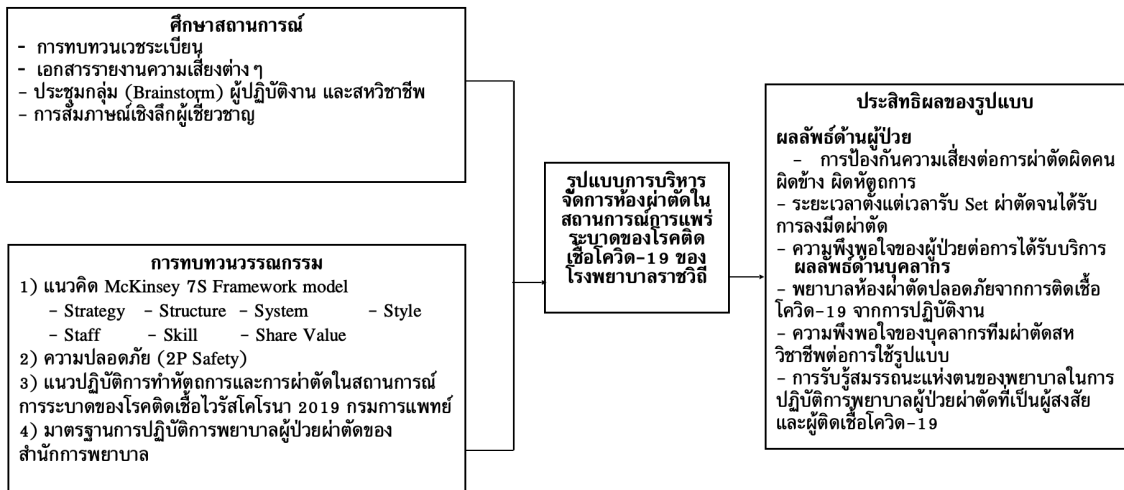 ศึกษาสถานการณ์
- การทบทวนเวชระเบียน
- เอกสารรายงานความเสี่ยงต่างๆ
- ประชุมกลุ่ม (Brainstorm) ผู้ปฏิบัติงาน และสหวิชาชีพ
- การสัมภาษณ์เชิงลึกผู้เชี่ยวชาญ
การทบทวนวรรณกรรม
1) แนวคิด McKinsey 7S Framework model
- Strategy - Structure - System - Style
- Staff - Skill - Share Value
2) ความปลอดภัย (2P Safety)
3) แนวปฏิบัติการทำหัตถการและการผ่าตัดในสถานการณ์
การระบาดของโรคติดเชื้อไวรัสโคโรนา 2019 กรมการแพทย์
4) มาตรฐานการปฏิบัติการพยาบาลผู้ป่วยผ่าตัดของ
สำนักการพยาบาล
รูปแบบการบริหาร
จัดการห้องผ่าตัดใน
สถานการณ์การแพร่
ระบาดของโรคติด
เชื้อโควิด-19 ของ
โรงพยาบาลราชวิถี
ประสิทธิผลของรูปแบบ
ผลลัพธ์ด้านผู้ป่วย
- การป้องกันความเสี่ยงต่อการผ่าตัดผิดคน
ผิดข้าง ผิดหัตถการ
- ระยะเวลาตั้งแต่เวลารับ Set ผ่าตัดจนได้รับ
การลงมีดผ่าตัด
- ความพึงพอใจของผู้ป่วยต่อการได้รับบริการ
ผลลัพธ์ด้านบุคลากร
- พยาบาลห้องผ่าตัดปลอดภัยจากการติดเชื้อ
โควิด-19 จากการปฏิบัติงาน
- ความพึงพอใจของบุคลากรทีมผ่าตัดสห
วิชาชีพต่อการใช้รูปแบบ
- การรับรู้สมรรถนะแห่งตนของพยาบาลในการ
ปฏิบัติการพยาบาลผู้ป่วยผ่าตัดที่เป็นผู้สงสัย
และผู้ติดเชื้อโควิด-19